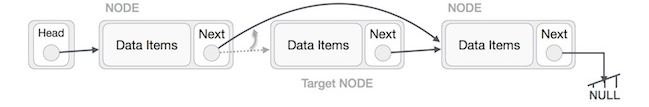 NODE
NODE
Head
Data Items
Next
Data Items
Next
Data Items
Next
Target NODE
NULL